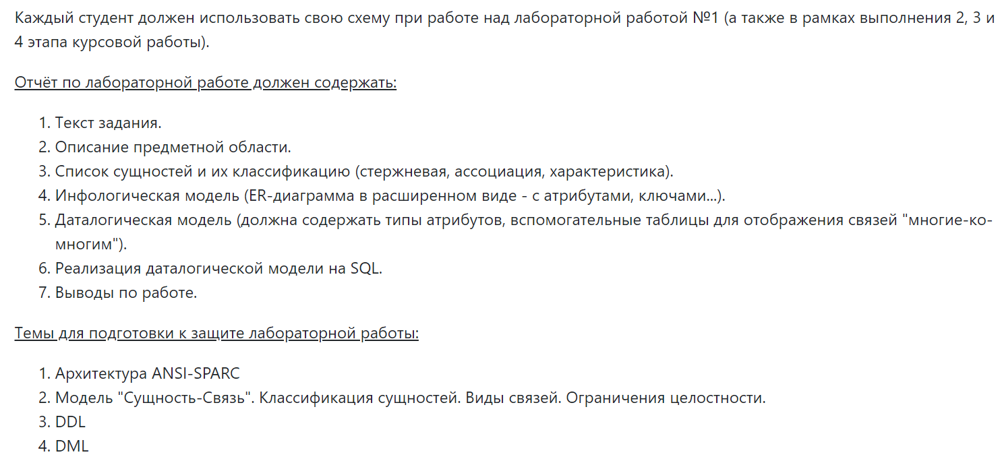 Каждый студент должен использовать свою схему при работе над лабораторной работой №1 (а также в рамках выполнения 2, 3 и
4 этапа курсовой работы).
Отчёт по лабораторной работе должен содержать:
1. Текст задания.
2. Описание предметной области.
3. Список сущностей и их классификацию (стержневая, ассоциация, характеристика).
4. Инфологическая модель (ER-диаграмма в расширенном виде - с атрибутами, ключами...).
5. Даталогическая модель (должна содержать типы атрибутов, вспомогательные таблицы для отображения связей "многие-ко-
многим").
6. Реализация даталогической модели на SQL.
7. Выводы по работе.
Темы для подготовки к защите лабораторной работы:
1. Архитектура ANSI-SPARC
2. Модель "Сущность-Связь". Классификация сущностей. Виды связей. Ограничения целостности.
3. DDL
4. DML